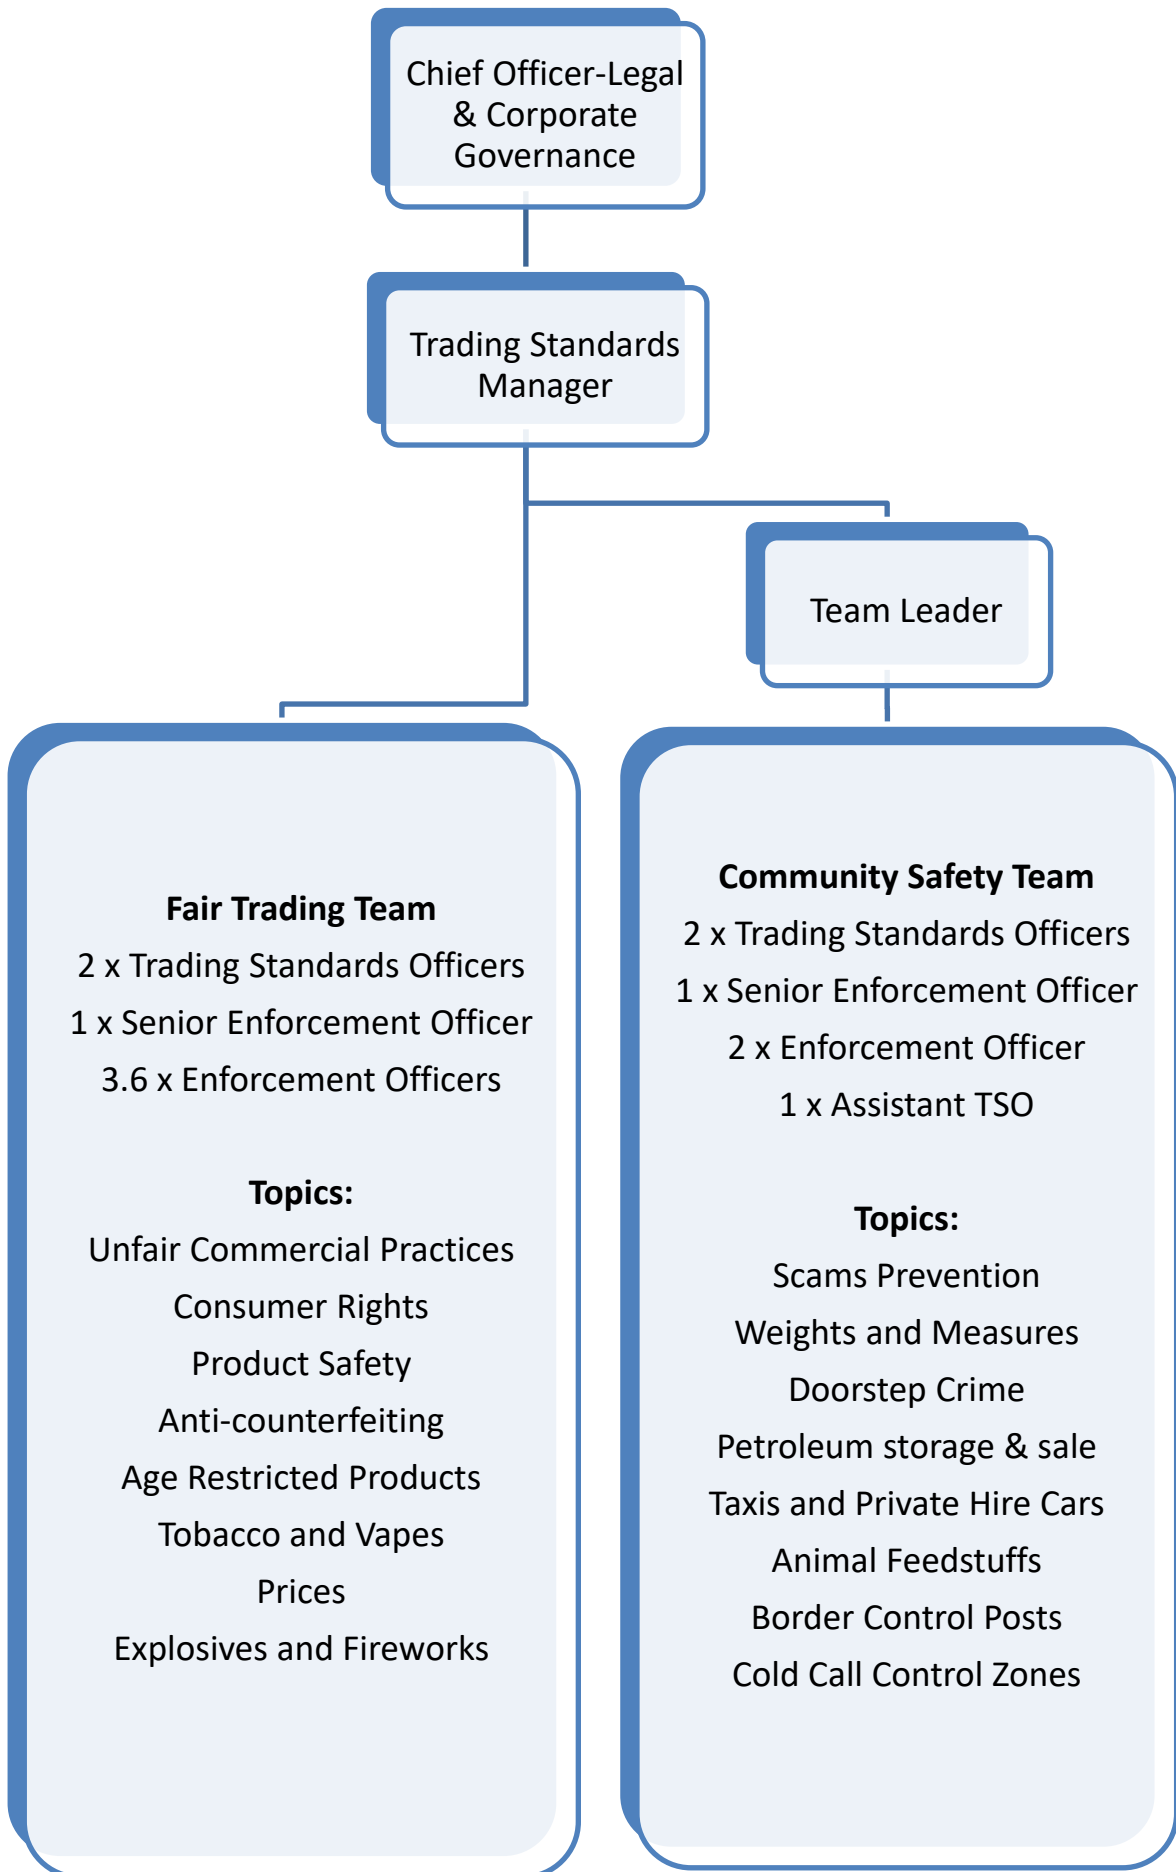 Chief Officer-Legal
& Corporate
Governance
Trading Standards
Manager
Team Leader
Fair Trading Team
2 x Trading Standards Officers
1 x Senior Enforcement Officer
3.6 x Enforcement Officers
Topics:
Unfair Commercial Practices
Consumer Rights
Product Safety
Anti-counterfeiting
Age Restricted Products
Tobacco and Vapes
Prices
Explosives and Fireworks
Community Safety Team
2 x Trading Standards Officers
1 x Senior Enforcement Officer
2 x Enforcement Officer
1 x Assistant TSO
Topics:
Scams Prevention
Weights and Measures
Doorstep Crime
Petroleum storage & sale
Taxis and Private Hire Cars
Animal Feedstuffs
Border Control Posts
Cold Call Control Zones